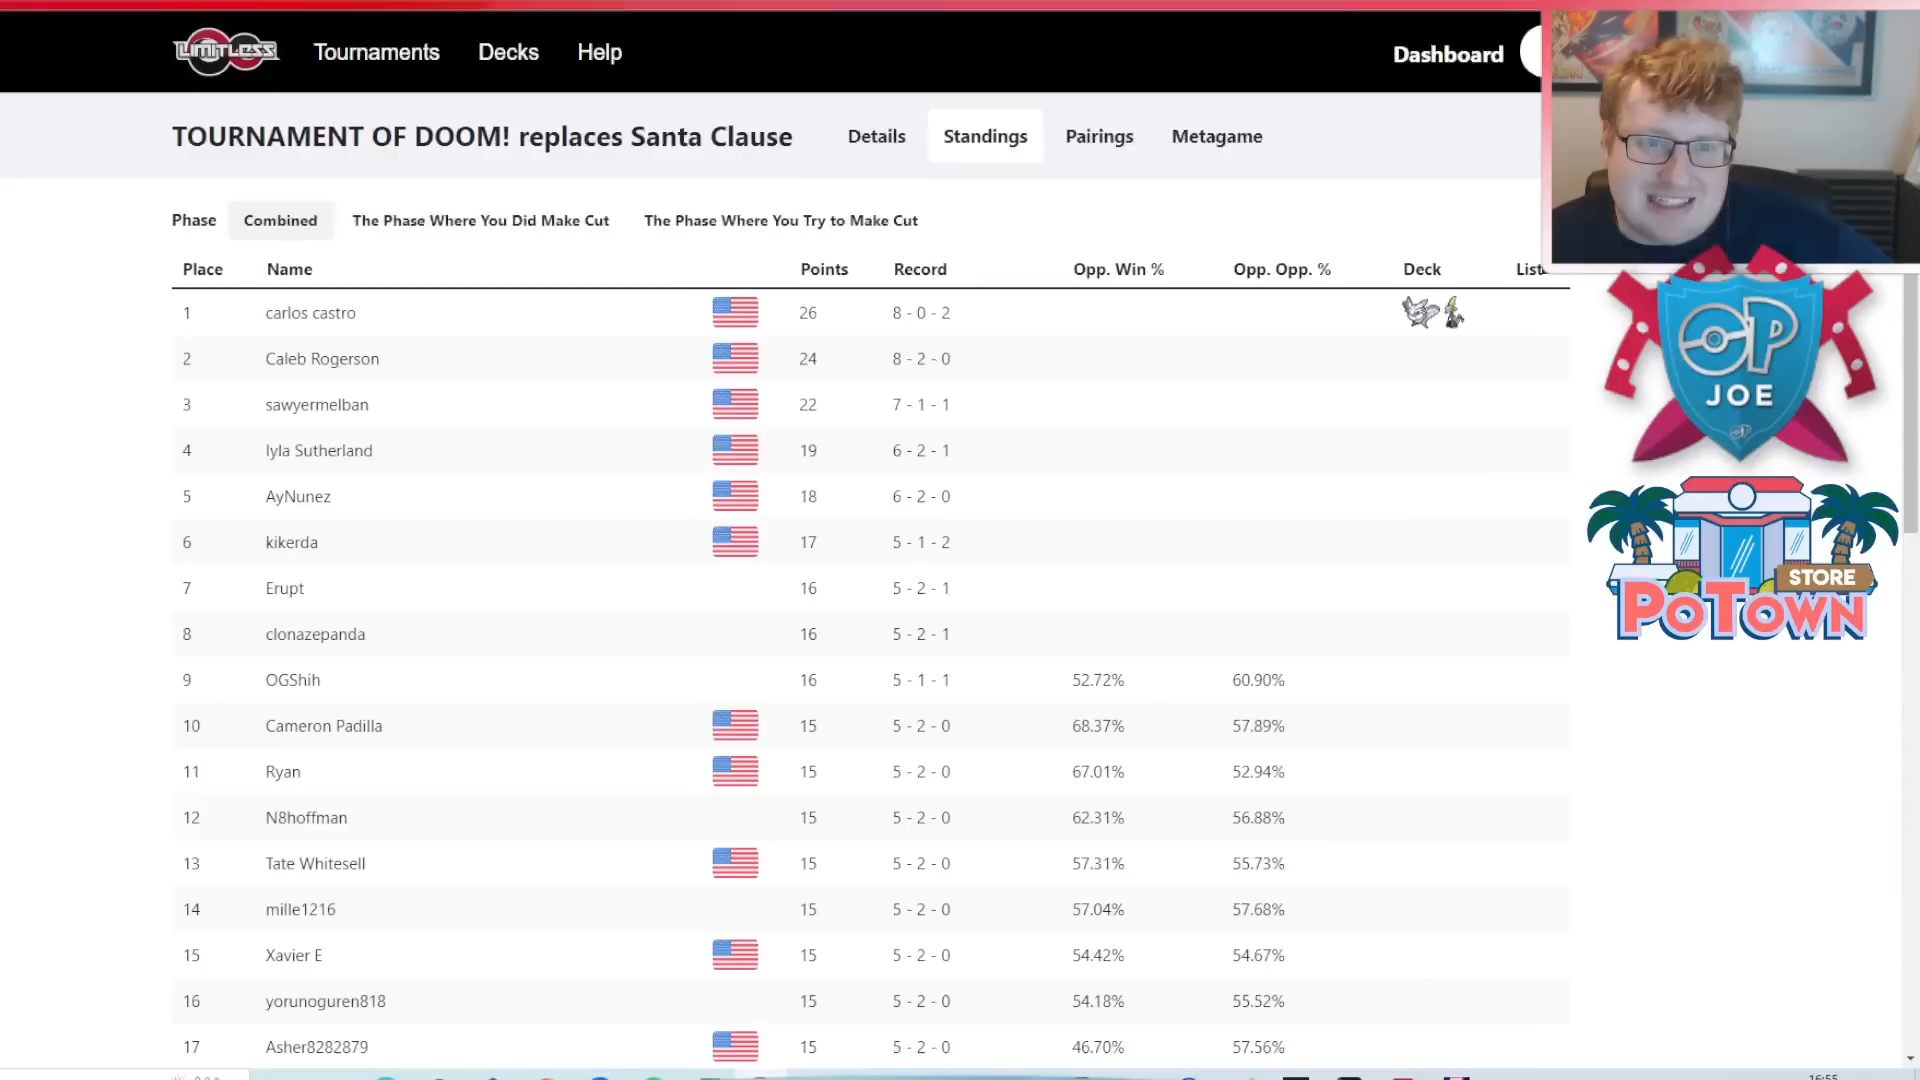 LIMITLESS Tournaments Decks Help Dashboard
TOURNAMENT OF DOOM! replaces Santa Clause Details Standings Pairings Metagame
Phase Combined The Phase Where You Did Make Cut The Phase Where You Try to Make Cut
Place Name Points Record Opp. Win % Opp. Opp. % Deck List
1 carlos castro 26 8 - 0 - 2
2 Caleb Rogerson 24 8 - 2 - 0
3 sawyermelban 22 7 - 1 - 1
4 Iyla Sutherland 19 6 - 2 - 1
5 AyNunez 18 6 - 2 - 0
6 kikerda 17 5 - 1 - 2
7 Erupt 16 5 - 2 - 1
8 clonazepanda 16 5 - 2 - 1
9 OGShih 16 5 - 1 - 1 52.72% 60.90%
10 Cameron Padilla 15 5 - 2 - 0 68.37% 57.89%
11 Ryan 15 5 - 2 - 0 67.01% 52.94%
12 N8hoffman 15 5 - 2 - 0 62.31% 56.88%
13 Tate Whitesell 15 5 - 2 - 0 57.31% 55.73%
14 mille1216 15 5 - 2 - 0 57.04% 57.68%
15 Xavier E 15 5 - 2 - 0 54.42% 54.67%
16 yorunoguren818 15 5 - 2 - 0 54.18% 55.52%
17 Asher8282879 15 5 - 2 - 0 46.70% 57.56%
OP
JOE
STORE
POTOWN
16:55